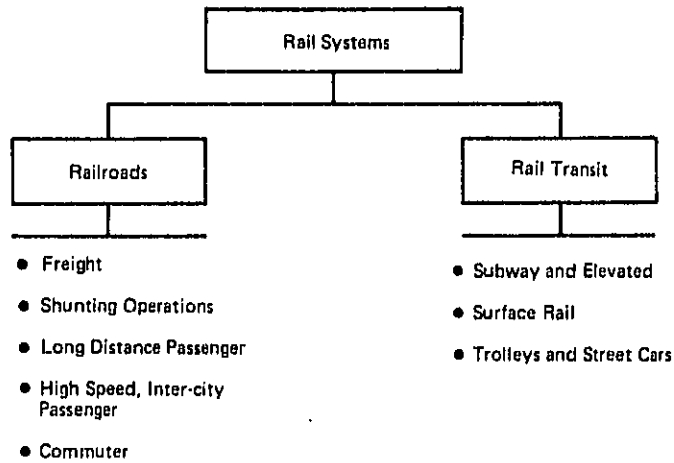 Rail Systems
Railroads
Rail Transit
● Freight
● Shunting Operations
● Long Distance Passenger
● High Speed, Inter-city
Passenger
● Commuter
● Subway and Elevated
● Surface Rail
● Trolleys and Street Cars